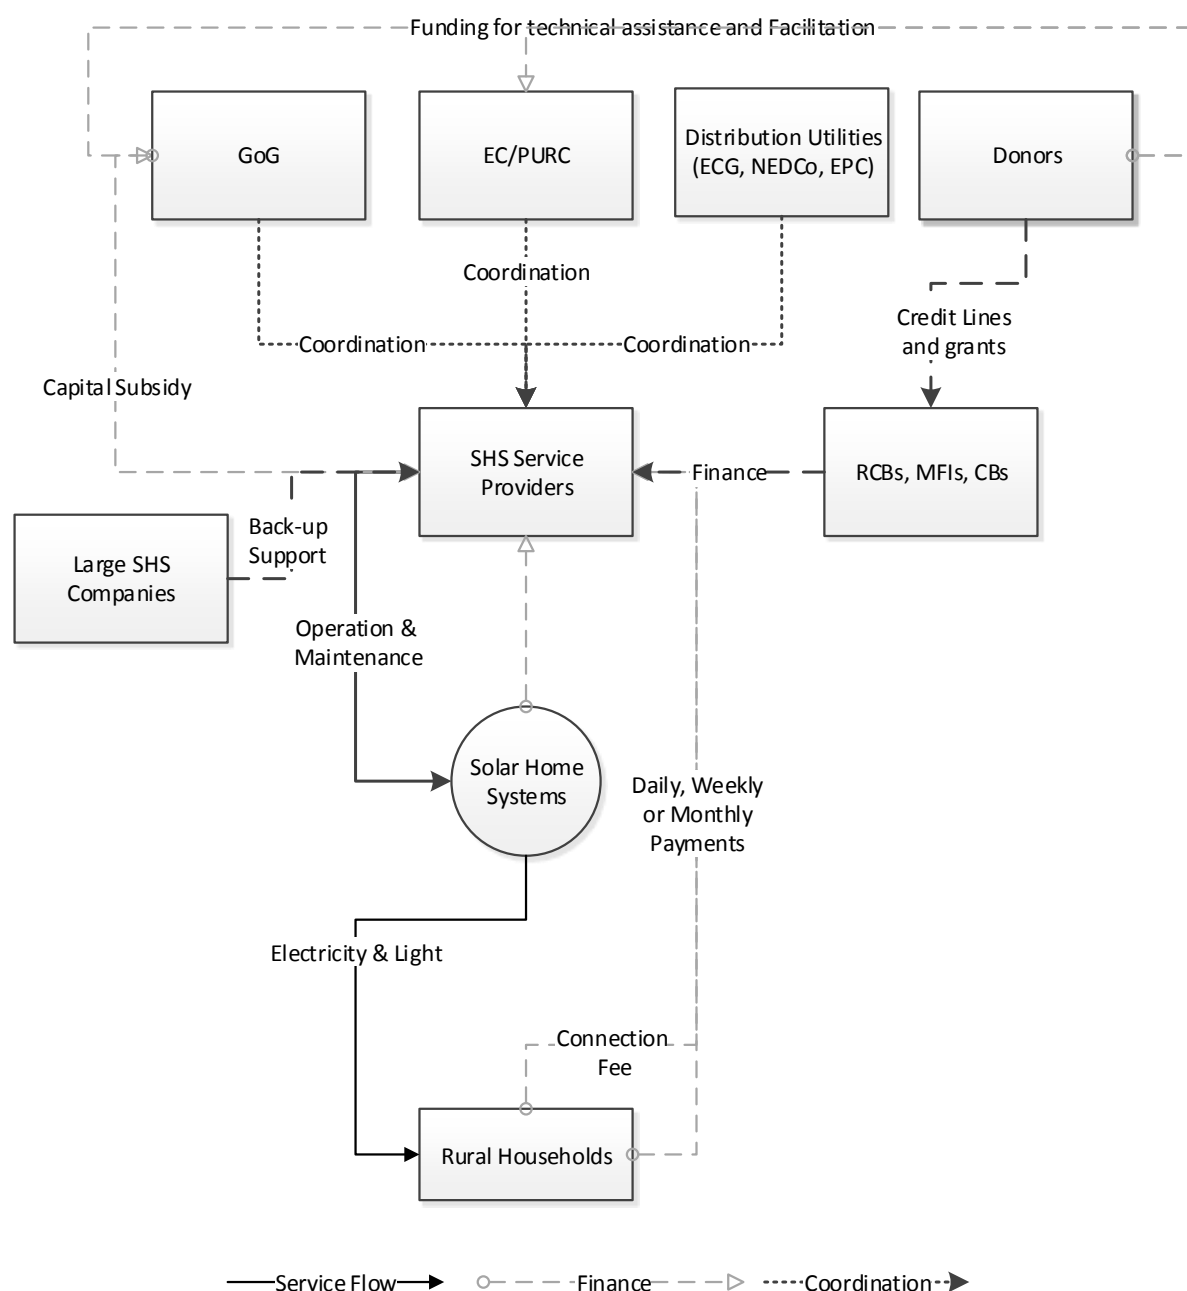 Funding for technical assistance and Facilitation
GoG
EC/PURC
Distribution Utilities
(ECG, NEDCo, EPC)
Donors
Coordination
Coordination
Coordination
Credit Lines
and grants
Capital Subsidy
SHS Service
Providers
Finance
RCBs, MFIs, CBs
Back-up
Support
Large SHS
Companies
Operation &
Maintenance
Solar Home
Systems
Daily, Weekly
or Monthly
Payments
Electricity & Light
Connection
Fee
Rural Households
Service Flow
Finance
Coordination